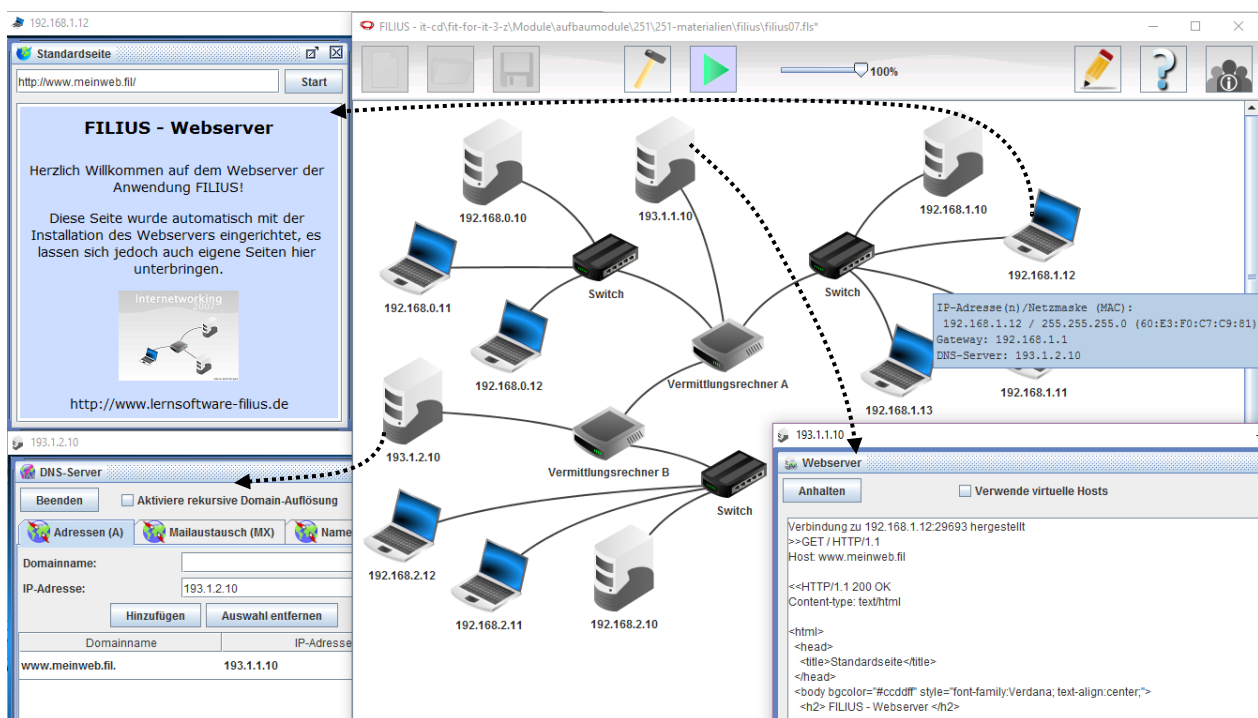 192.168.1.12
Standardseite
http://www.meinweb.fil/
Start
FILIUS - Webserver
Herzlich Willkommen auf dem Webserver der
Anwendung FILIUS!
Diese Seite wurde automatisch mit der
Installation des Webservers eingerichtet, es
lassen sich jedoch auch eigene Seiten hier
unterbringen.
Internetworking
2007
http://www.lernsoftware-filius.de
193.1.2.10
DNS-Server
Beenden
Aktiviere rekursive Domain-Auflösung
Adressen (A)
Mailaustausch (MX)
Name
Domainname:
IP-Adresse:
193.1.2.10
Hinzufügen
Auswahl entfernen
Domainname
IP-Adresse
www.meinweb.fil.
193.1.1.10
FILIUS - it-cd\fit-for-it-3-z\Module\aufbaumodule\251\251-materialien\filius\filius07.fls*
100%
192.168.0.10
193.1.1.10
192.168.1.10
192.168.1.12
192.168.0.11
Switch
Switch
IP-Adresse(n)/Netzmaske (MAC):
192.168.1.12 / 255.255.255.0 (60:E3:F0:C7:C9:81)
Gateway: 192.168.1.1
DNS-Server: 193.1.2.10
192.168.0.12
Vermittlungsrechner A
192.168.1.11
192.168.1.13
193.1.2.10
Vermittlungsrechner B
Switch
192.168.2.12
192.168.2.11
192.168.2.10
193.1.1.10
Webserver
Anhalten
Verwende virtuelle Hosts
Verbindung zu 192.168.1.12:29693 hergestellt
>>GET / HTTP/1.1
Host: www.meinweb.fil
<<HTTP/1.1 200 OK
Content-type: text/html
<html>
<head>
<title>Standardseite</title>
</head>
<body bgcolor="#ccddff" style="font-family:Verdana; text-align:center;">
<h2> FILIUS - Webserver </h2>